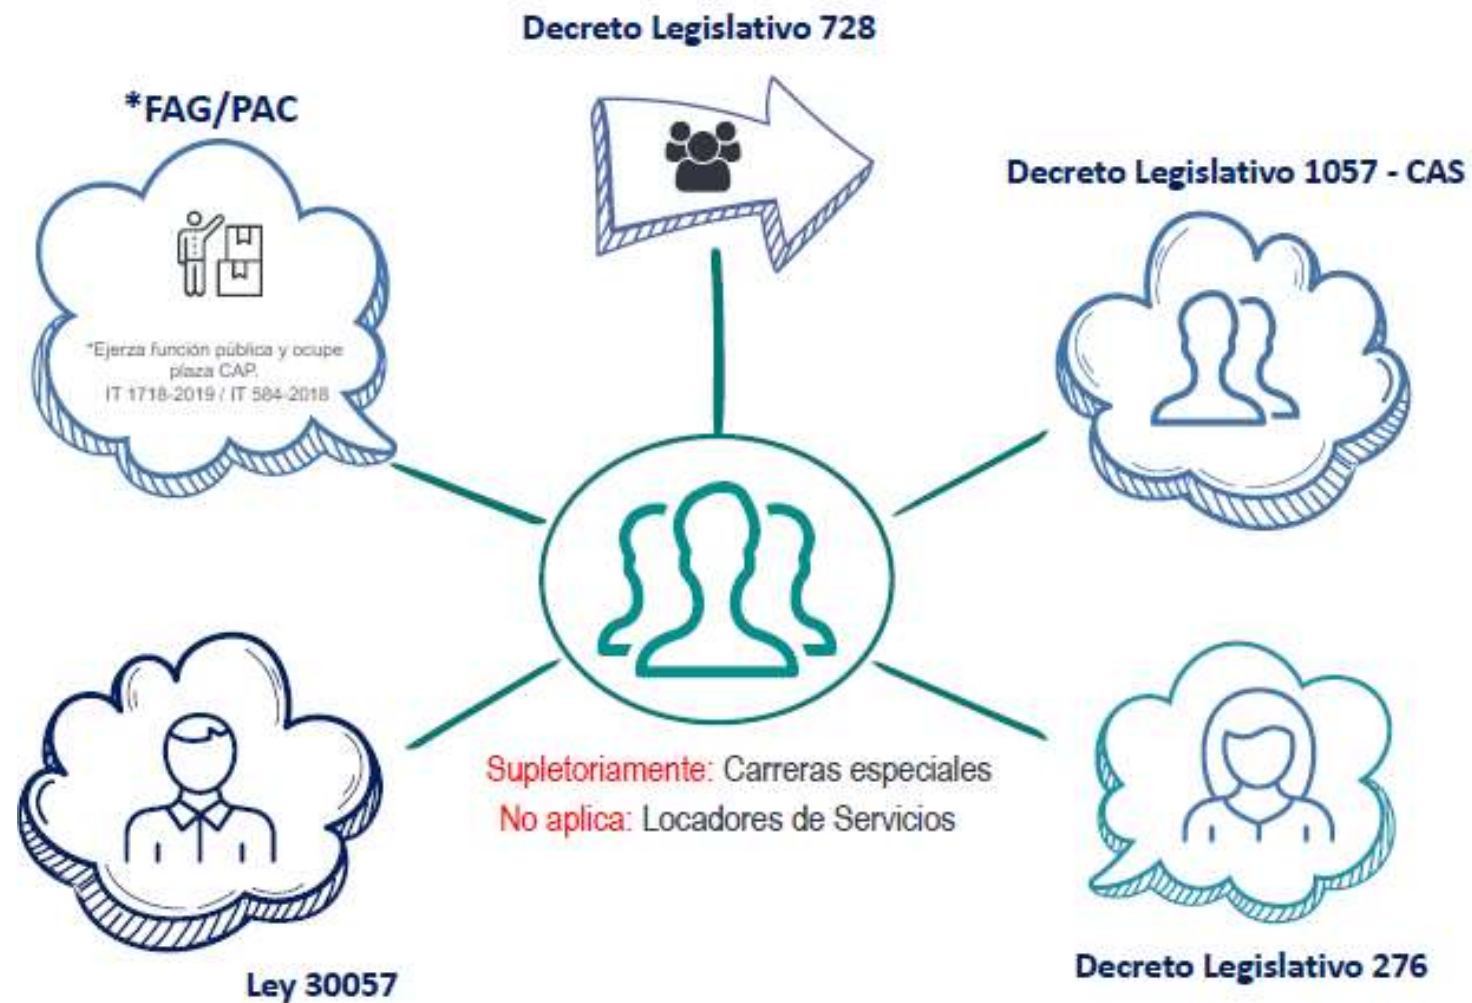 Decreto Legislativo 728
*FAG/PAC
Decreto Legislativo 1057 - CAS
*Ejerza función pública y ocupe
plaza CAP.
IT 1718-2019 / IT 584-2018
Supletoriamente: Carreras especiales
No aplica: Locadores de Servicios
Ley 30057
Decreto Legislativo 276